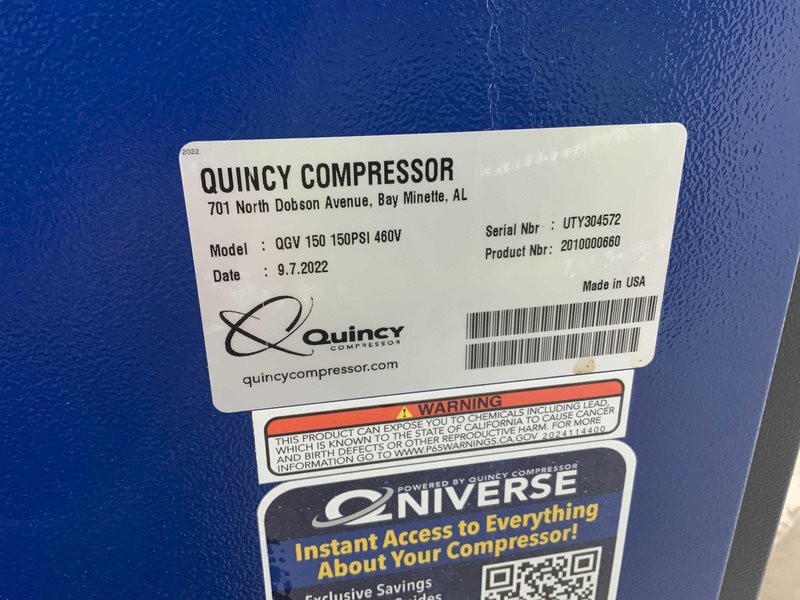 2022
QUINCY COMPRESSOR
701 North Dobson Avenue, Bay Minette, AL
Model : QGV 150 150PSI 460V
Serial Nbr : UTY304572
Date : 9.7.2022
Product Nbr: 2010000660
Made in USA
Quincy
COMPRESSOR
quincycompressor.com
WARNING
THIS PRODUCT CAN EXPOSE YOU TO CHEMICALS INCLUDING LEAD,
WHICH IS KNOWN TO THE STATE OF CALIFORNIA TO CAUSE CANCER
AND BIRTH DEFECTS OR OTHER REPRODUCTIVE HARM. FOR MORE
INFORMATION GO TO WWW.P65WARNINGS.CA.GOV 2024114400
POWERED BY QUINCY COMPRESSOR
QNIVERSE
Instant Access to Everything
About Your Compressor!
Exclusive Savings
Guides